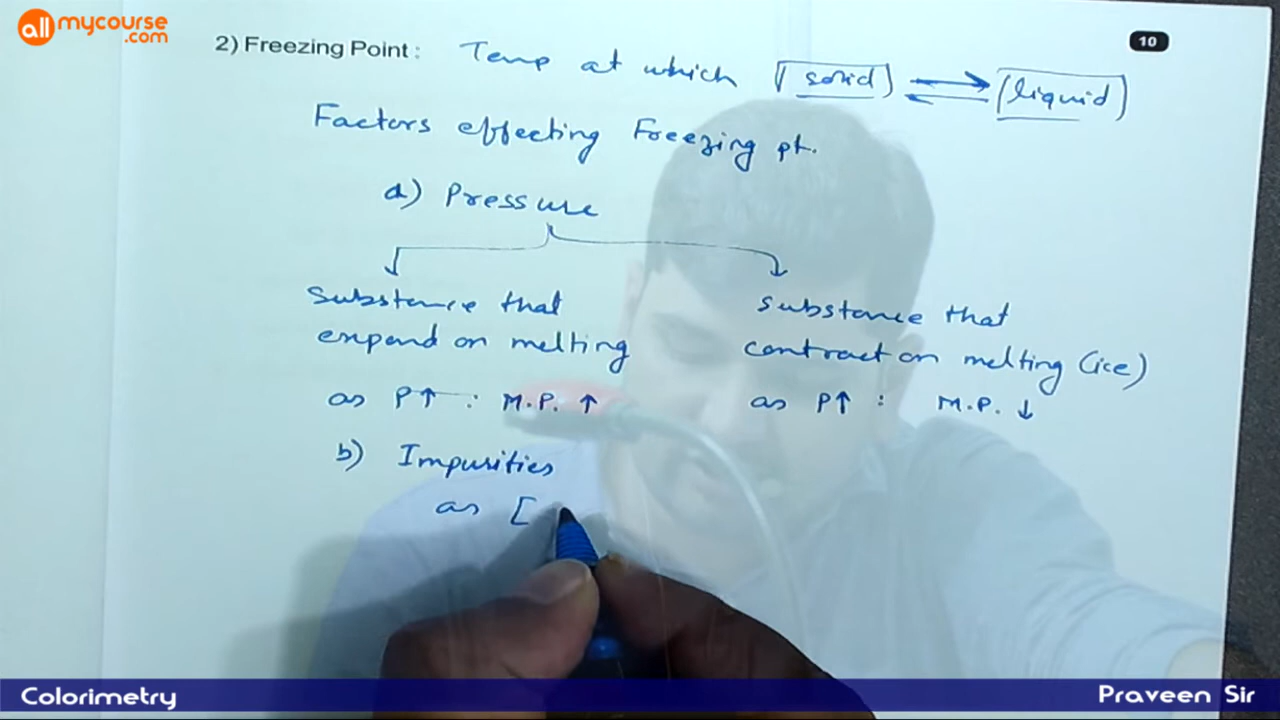 allmycourse.com
10
2) Freezing Point : Temp at which (solid) ⇌ (liquid)
Factors effecting Freezing pt.
a) Pressure
Substance that
expend on melting
as P↑ : M.P. ↑
Substance that
contract on melting (ice)
as P↑ : M.P. ↓
b) Impurities
as [
Colorimetry
Praveen Sir